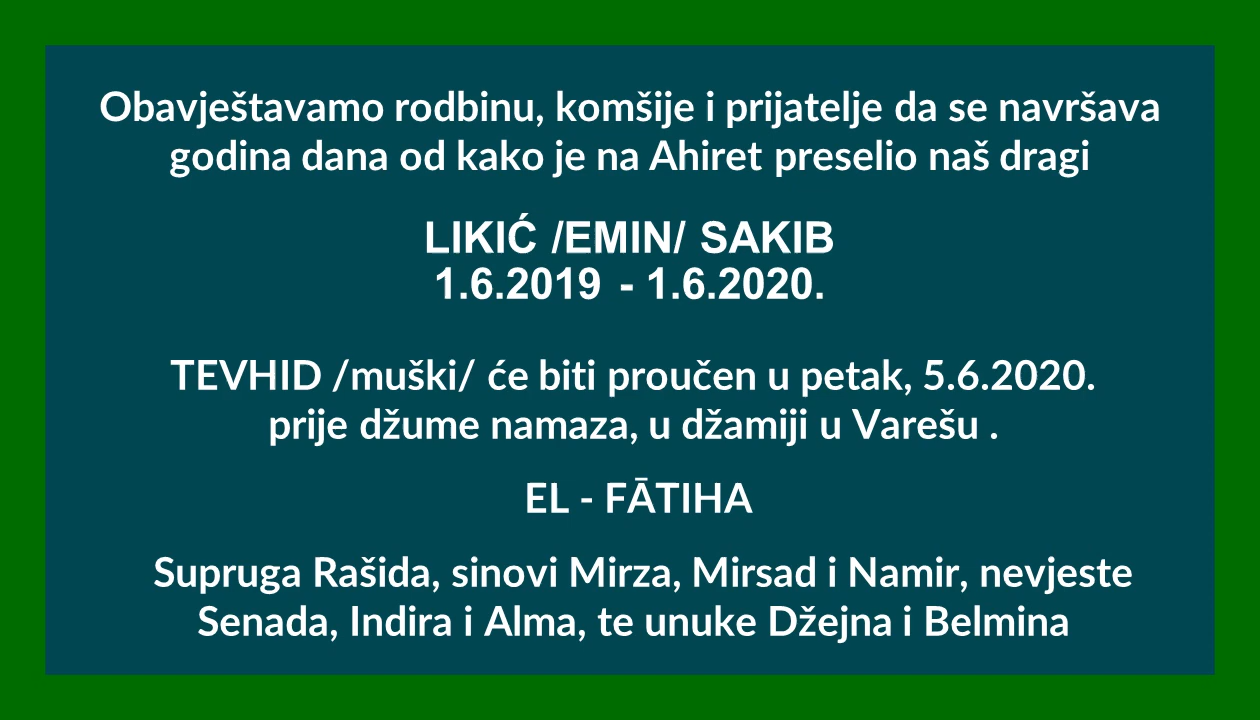 Obavještavamo rodbinu, komšije i prijatelje da se navršava
godina dana od kako je na Ahiret preselio naš dragi
LIKIĆ /EMIN/ SAKIB
1.6.2019 - 1.6.2020.
TEVHID /muški/ će biti proučen u petak, 5.6.2020.
prije džume namaza, u džamiji u Varešu .
EL - FĀTIHA
Supruga Rašida, sinovi Mirza, Mirsad i Namir, nevjeste
Senada, Indira i Alma, te unuke Džejna i Belmina